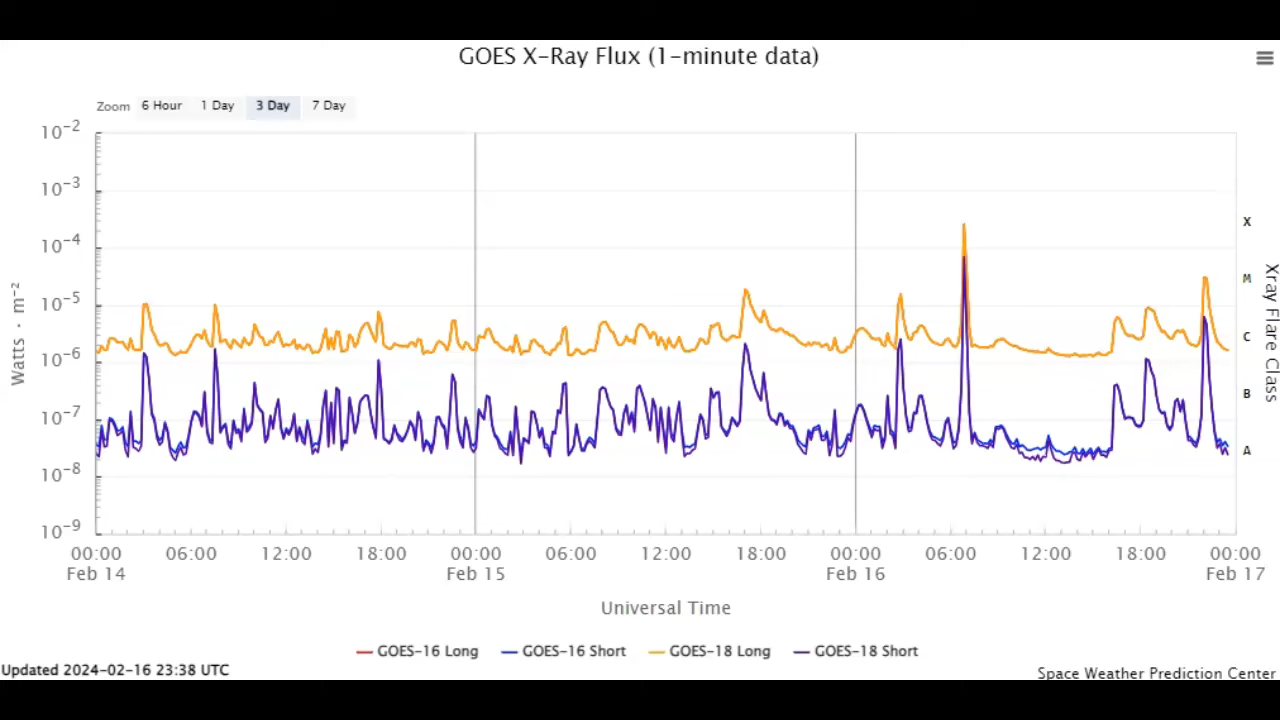 GOES X-Ray Flux (1-minute data)
Zoom 6 Hour 1 Day 3 Day 7 Day
10⁻²
10⁻³
10⁻⁴
10⁻⁵
10⁻⁶
10⁻⁷
10⁻⁸
10⁻⁹
Watts · m⁻²
X
M
C
B
A
Xray Flare Class
00:00 06:00 12:00 18:00 00:00 06:00 12:00 18:00 00:00 06:00 12:00 18:00 00:00
Feb 14 Feb 15 Feb 16 Feb 17
Universal Time
GOES-16 Long GOES-16 Short GOES-18 Long GOES-18 Short
Updated 2024-02-16 23:38 UTC
Space Weather Prediction Center